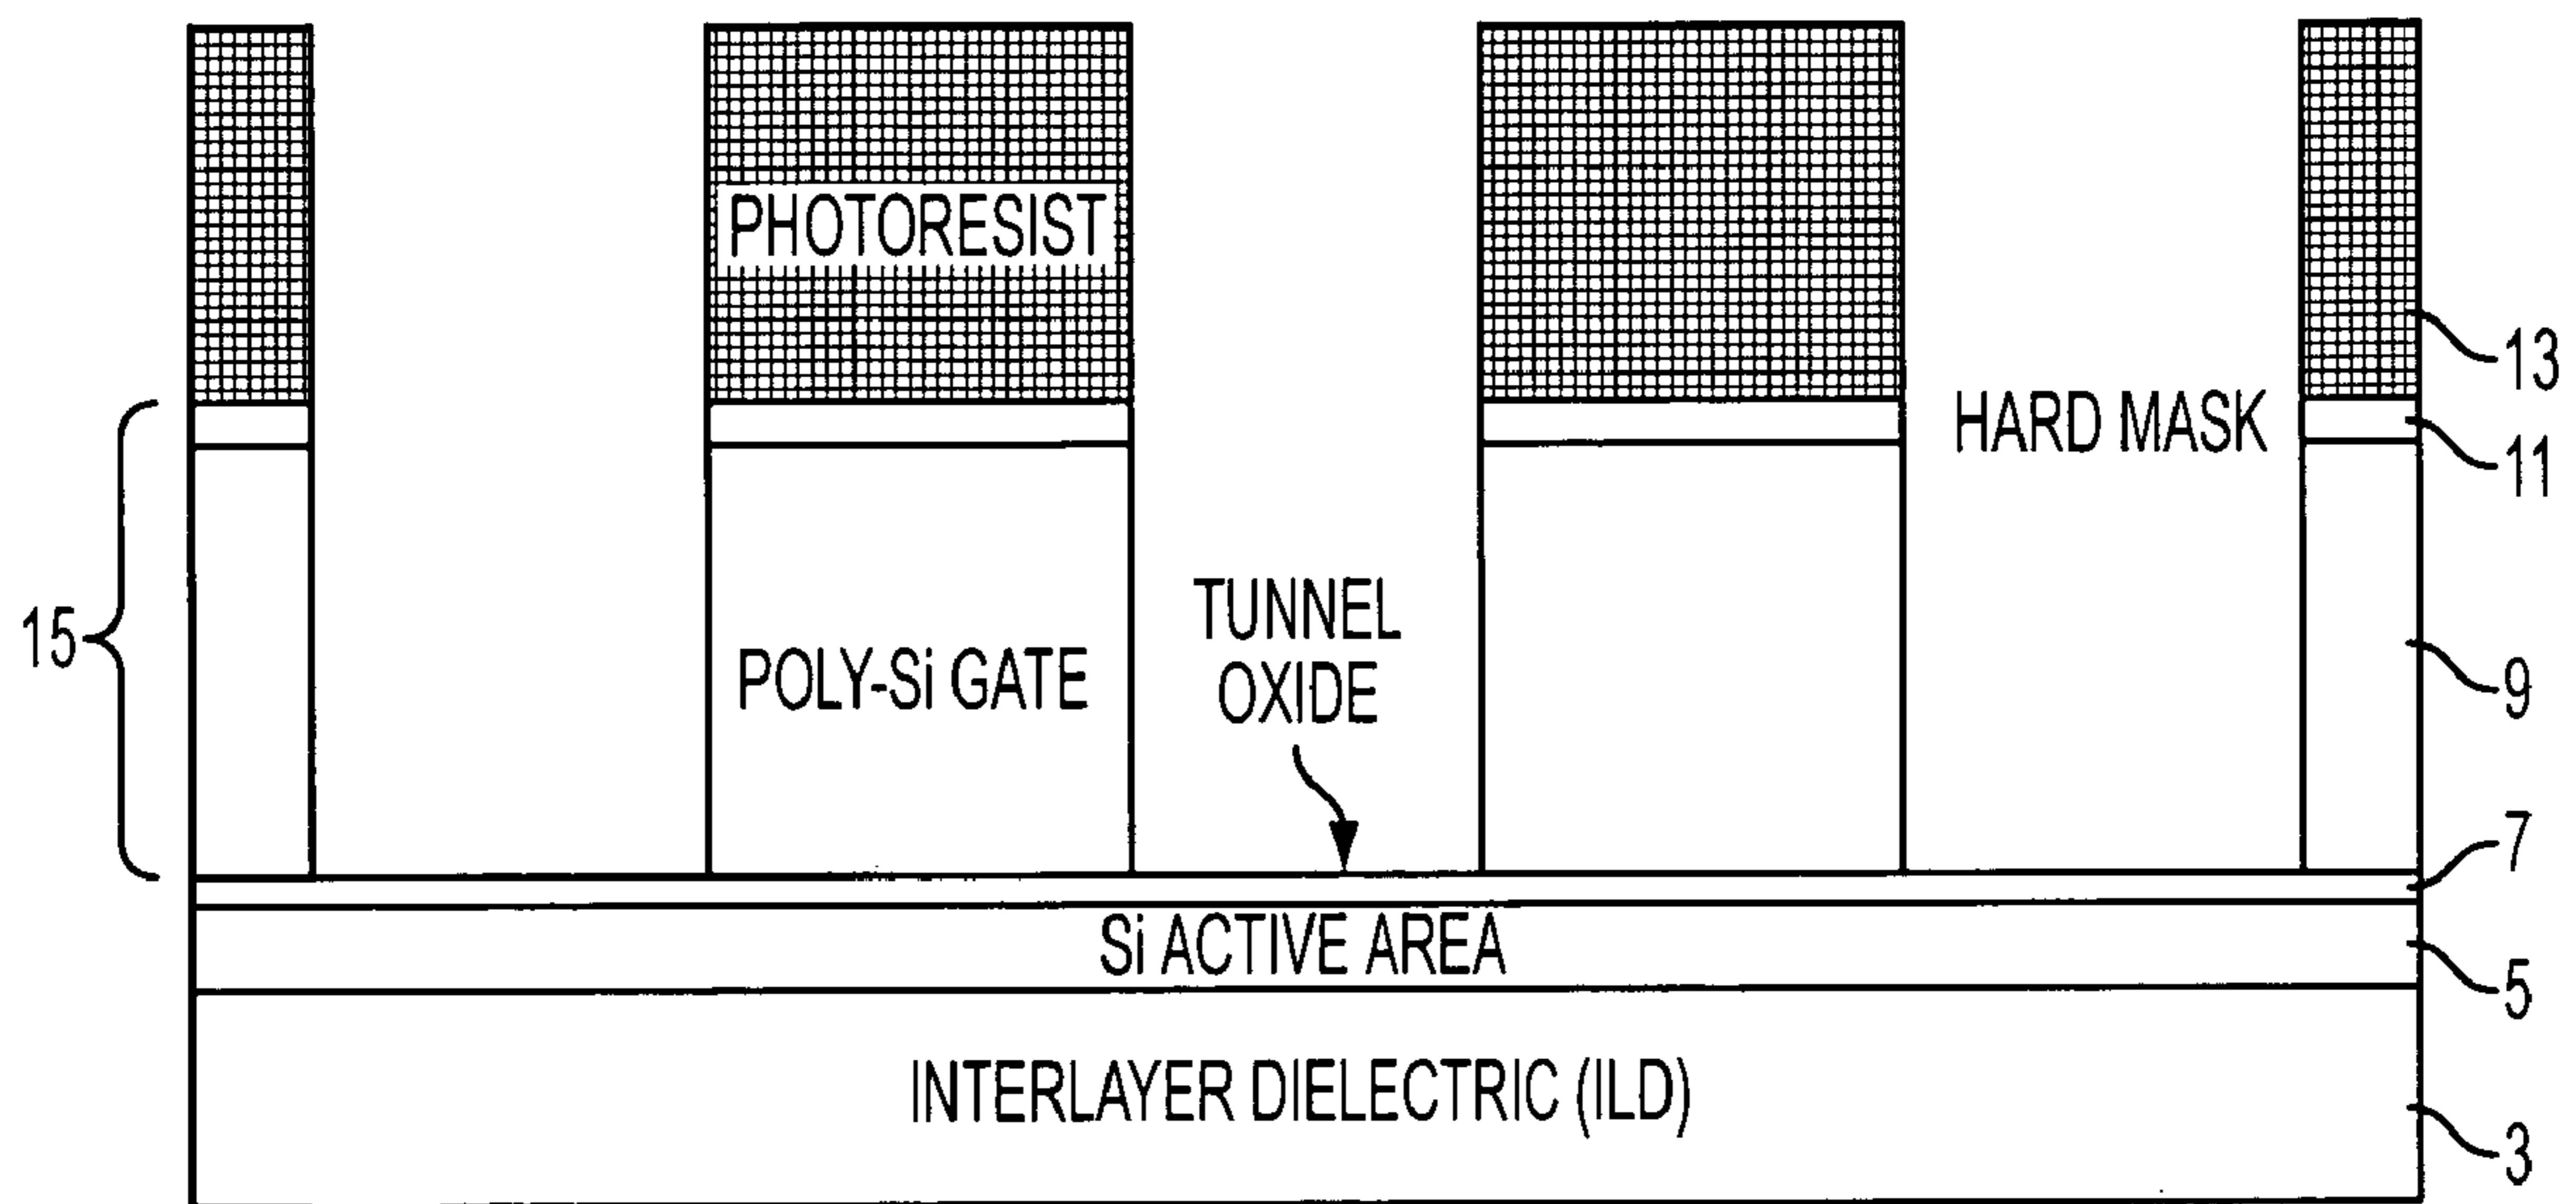 PHOTORESIST
13
HARD MASK
11
15
TUNNEL
OXIDE
POLY-Si GATE
9
7
Si ACTIVE AREA
5
INTERLAYER DIELECTRIC (ILD)
3